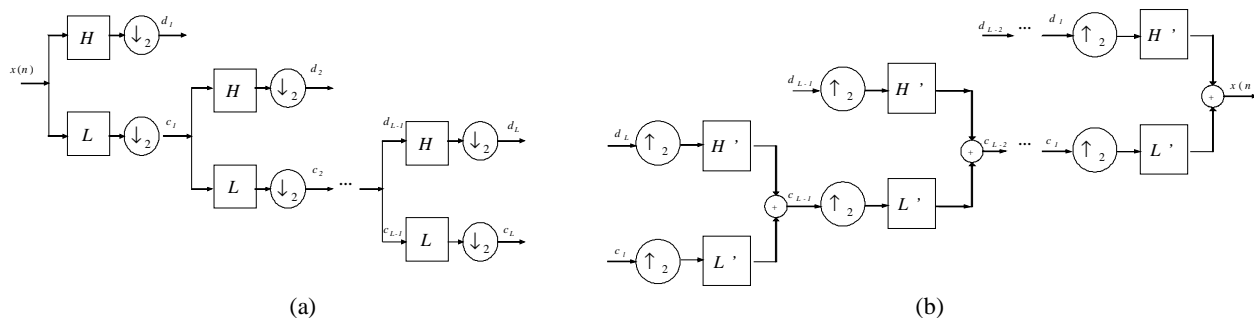 d1
H ↓2
x(n)
d2
H ↓2
c1
L ↓2
dL-1
dL
H ↓2
c2
L ↓2 ...
cL-1
cL
L ↓2
(a)
dL-2 ... d1
↑2 H’
dL-1
↑2 H’
+ x(n
dL
↑2 H’
cL-2 ... c1
+ ↑2 L’
cL-1
+ ↑2 L’
c1
↑2 L’
(b)